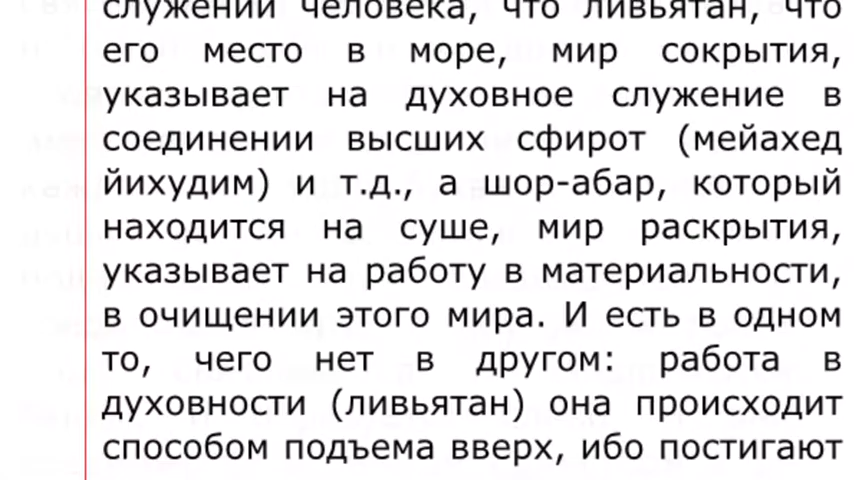 служении человека, что ливьятан, что
его место в море, мир сокрытия,
указывает на духовное служение в
соединении высших сфирот (мейахед
йихудим) и т.д., а шор-абар, который
находится на суше, мир раскрытия,
указывает на работу в материальности,
в очищении этого мира. И есть в одном
то, чего нет в другом: работа в
духовности (ливьятан) она происходит
способом подъема вверх, ибо постигают